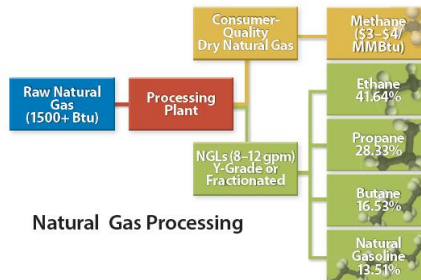 Consumer-
Quality
Dry Natural Gas
Methane
($3–$4/
MMBtu)
Raw Natural
Gas
(1500+ Btu)
Processing
Plant
Ethane
41.64%
Propane
28.33%
NGLs (8–12 gpm)
Y-Grade or
Fractionated
Butane
16.53%
Natural
Gasoline
13.51%
Natural Gas Processing